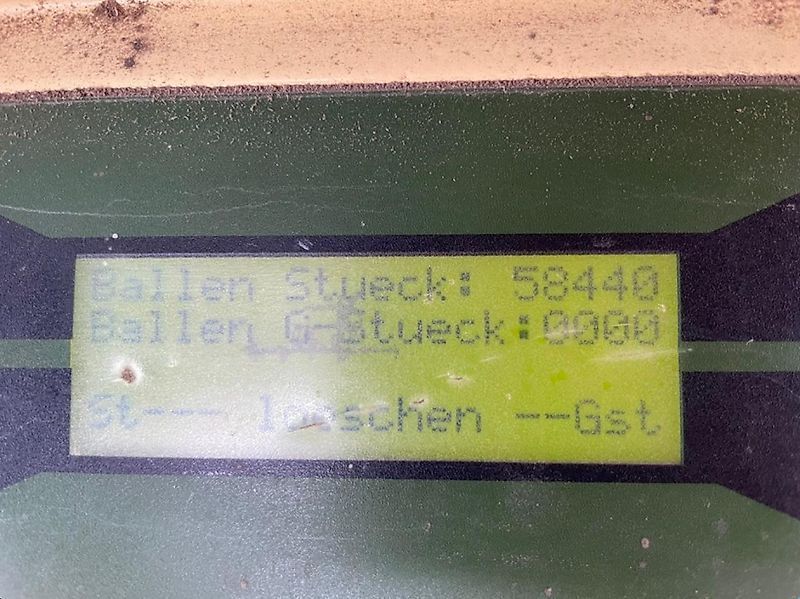 Ballen Stueck: 58440
Ballen G-Stueck:0000
St--- loeschen --Gst